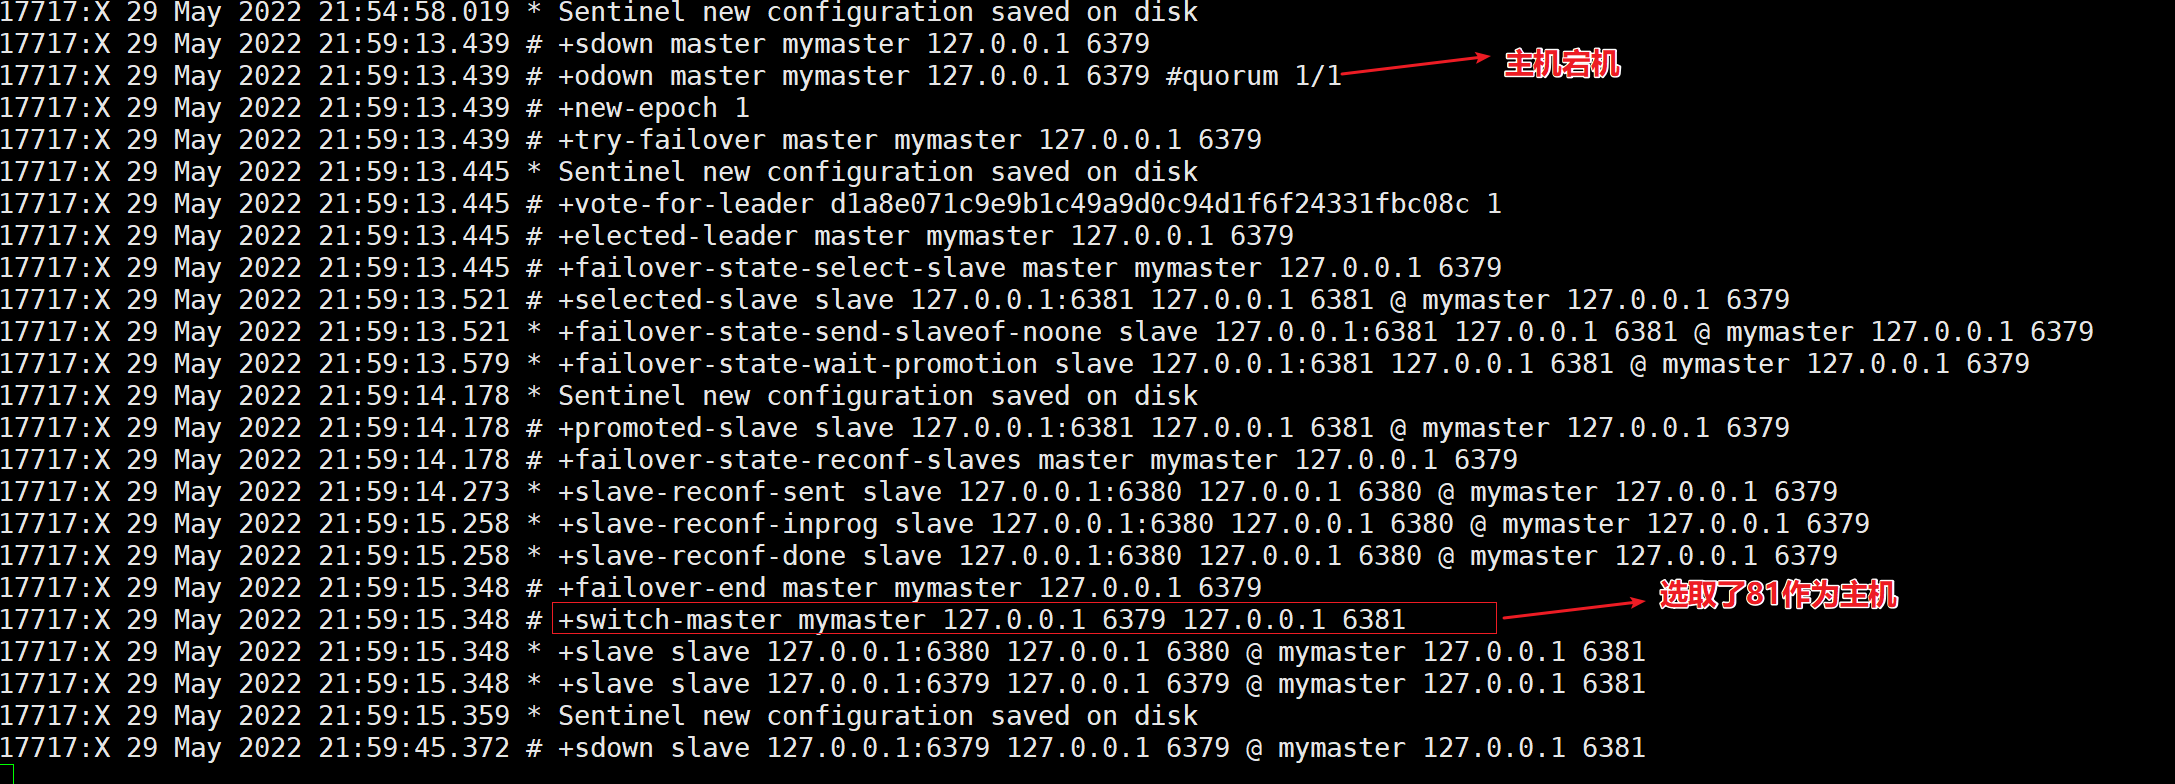 17717:X 29 May 2022 21:54:58.019 * Sentinel new configuration saved on disk
17717:X 29 May 2022 21:59:13.439 # +sdown master mymaster 127.0.0.1 6379
17717:X 29 May 2022 21:59:13.439 # +odown master mymaster 127.0.0.1 6379 #quorum 1/1
主机宕机
17717:X 29 May 2022 21:59:13.439 # +new-epoch 1
17717:X 29 May 2022 21:59:13.439 # +try-failover master mymaster 127.0.0.1 6379
17717:X 29 May 2022 21:59:13.445 * Sentinel new configuration saved on disk
17717:X 29 May 2022 21:59:13.445 # +vote-for-leader d1a8e071c9e9b1c49a9d0c94d1f6f24331fbc08c 1
17717:X 29 May 2022 21:59:13.445 # +elected-leader master mymaster 127.0.0.1 6379
17717:X 29 May 2022 21:59:13.445 # +failover-state-select-slave master mymaster 127.0.0.1 6379
17717:X 29 May 2022 21:59:13.521 # +selected-slave slave 127.0.0.1:6381 127.0.0.1 6381 @ mymaster 127.0.0.1 6379
17717:X 29 May 2022 21:59:13.521 * +failover-state-send-slaveof-noone slave 127.0.0.1:6381 127.0.0.1 6381 @ mymaster 127.0.0.1 6379
17717:X 29 May 2022 21:59:13.579 * +failover-state-wait-promotion slave 127.0.0.1:6381 127.0.0.1 6381 @ mymaster 127.0.0.1 6379
17717:X 29 May 2022 21:59:14.178 * Sentinel new configuration saved on disk
17717:X 29 May 2022 21:59:14.178 # +promoted-slave slave 127.0.0.1:6381 127.0.0.1 6381 @ mymaster 127.0.0.1 6379
17717:X 29 May 2022 21:59:14.178 # +failover-state-reconf-slaves master mymaster 127.0.0.1 6379
17717:X 29 May 2022 21:59:14.273 * +slave-reconf-sent slave 127.0.0.1:6380 127.0.0.1 6380 @ mymaster 127.0.0.1 6379
17717:X 29 May 2022 21:59:15.258 * +slave-reconf-inprog slave 127.0.0.1:6380 127.0.0.1 6380 @ mymaster 127.0.0.1 6379
17717:X 29 May 2022 21:59:15.258 * +slave-reconf-done slave 127.0.0.1:6380 127.0.0.1 6380 @ mymaster 127.0.0.1 6379
17717:X 29 May 2022 21:59:15.348 # +failover-end master mymaster 127.0.0.1 6379
17717:X 29 May 2022 21:59:15.348 # +switch-master mymaster 127.0.0.1 6379 127.0.0.1 6381
选取了81作为主机
17717:X 29 May 2022 21:59:15.348 * +slave slave 127.0.0.1:6380 127.0.0.1 6380 @ mymaster 127.0.0.1 6381
17717:X 29 May 2022 21:59:15.348 * +slave slave 127.0.0.1:6379 127.0.0.1 6379 @ mymaster 127.0.0.1 6381
17717:X 29 May 2022 21:59:15.359 * Sentinel new configuration saved on disk
17717:X 29 May 2022 21:59:45.372 # +sdown slave 127.0.0.1:6379 127.0.0.1 6379 @ mymaster 127.0.0.1 6381